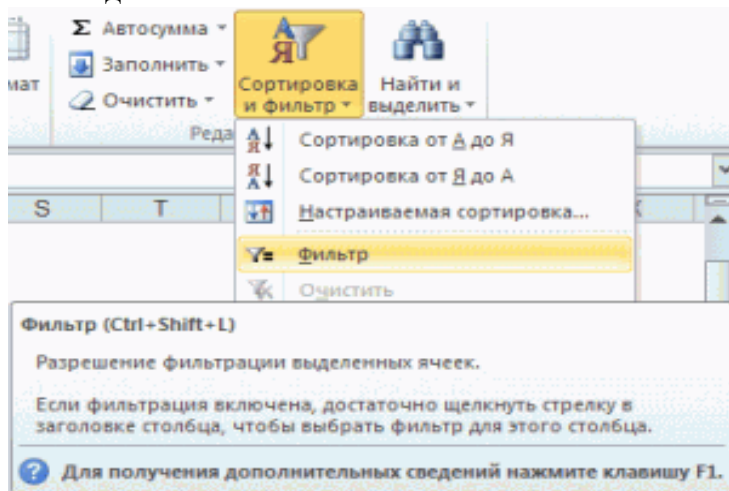 Σ Автосумма
Заполнить
Очистить
мат
Сортировка и фильтр
Найти и выделить
Реда
Сортировка от А до Я
Сортировка от Я до А
Настраиваемая сортировка...
S T
Фильтр
Очистить
Фильтр (Ctrl+Shift+L)
Разрешение фильтрации выделенных ячеек.
Если фильтрация включена, достаточно щелкнуть стрелку в
заголовке столбца, чтобы выбрать фильтр для этого столбца.
Для получения дополнительных сведений нажмите клавишу F1.